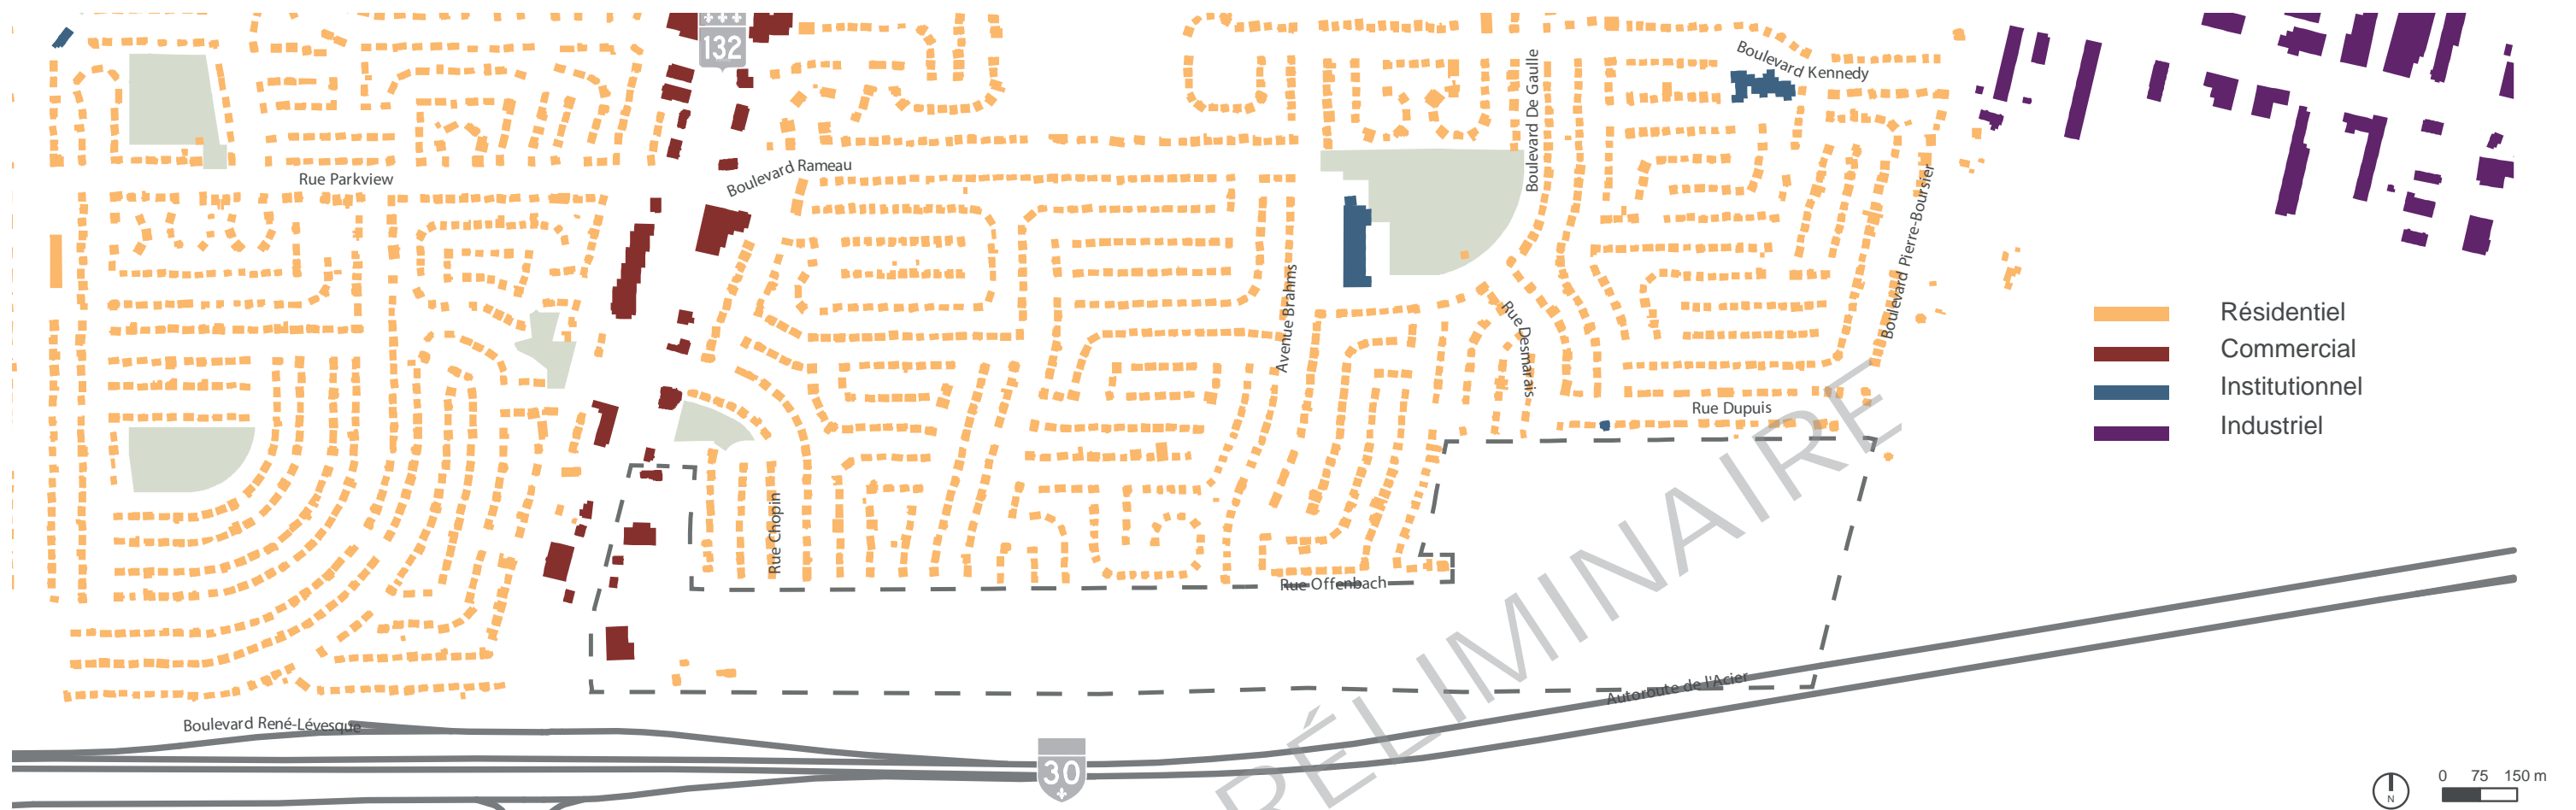 132
Boulevard Kennedy
Boulevard De Gaulle
Boulevard Rameau
Rue Parkview
Boulevard Pierre-Boursier
Avenue Brahms
Rue Desmarais
Résidentiel
Commercial
Institutionnel
Industriel
Rue Dupuis
Rue Chopin
Rue Offenbach
PRÉLIMINAIRE
Autoroute de l'Acier
Boulevard René-Lévesque
30
N
0 75 150 m